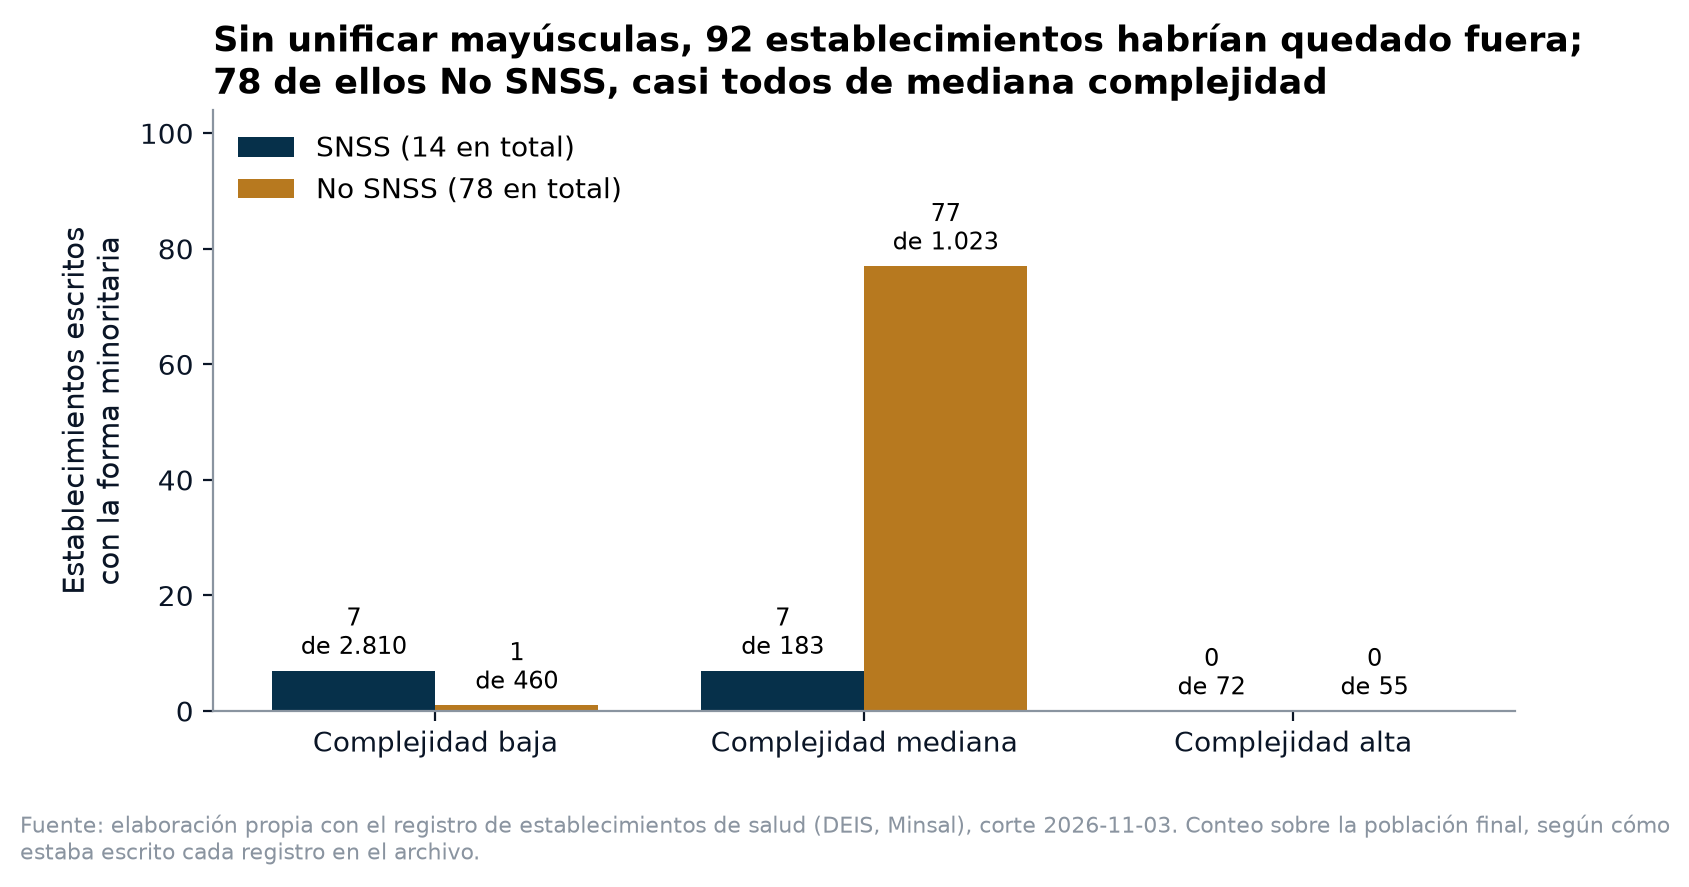 Sin unificar mayúsculas, 92 establecimientos habrían quedado fuera;
78 de ellos No SNSS, casi todos de mediana complejidad
Establecimientos escritos
con la forma minoritaria
100
80
60
40
20
0
SNSS (14 en total)
No SNSS (78 en total)
7
de 2.810
1
de 460
7
de 183
77
de 1.023
0
de 72
0
de 55
Complejidad baja
Complejidad mediana
Complejidad alta
Fuente: elaboración propia con el registro de establecimientos de salud (DEIS, Minsal), corte 2026-11-03. Conteo sobre la población final, según cómo
estaba escrito cada registro en el archivo.